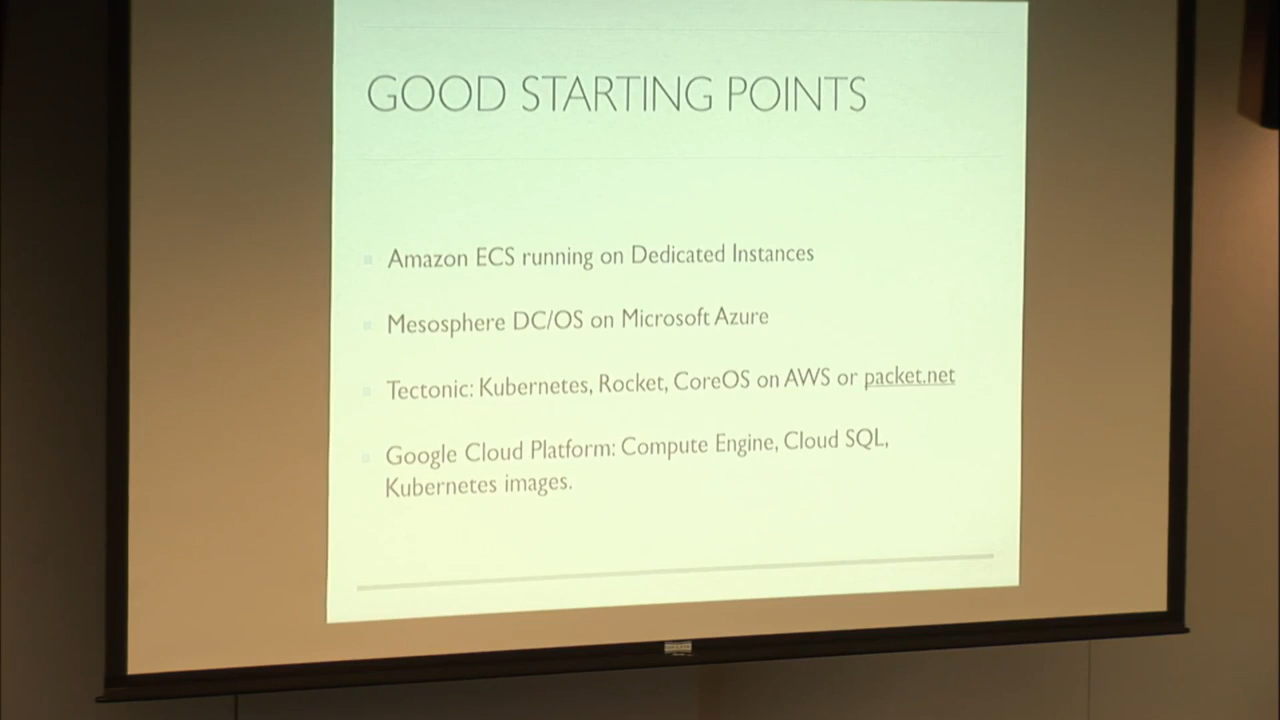 GOOD STARTING POINTS
Amazon ECS running on Dedicated Instances
Mesosphere DC/OS on Microsoft Azure
Tectonic: Kubernetes, Rocket, CoreOS on AWS or packet.net
Google Cloud Platform: Compute Engine, Cloud SQL,
Kubernetes images.